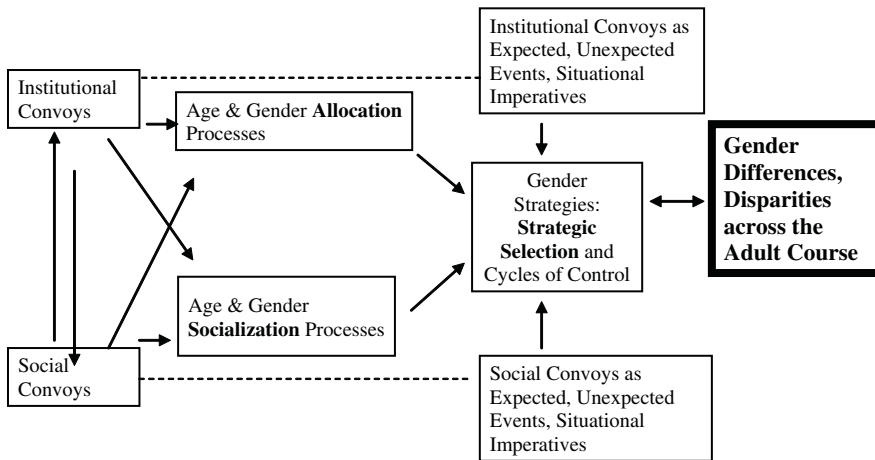 Institutional Convoys as
Expected, Unexpected
Events, Situational
Imperatives
Institutional
Convoys
Age & Gender Allocation
Processes
Gender
Differences,
Disparities
across the
Adult Course
Gender
Strategies:
Strategic
Selection and
Cycles of Control
Age & Gender
Socialization Processes
Social
Convoys
Social Convoys as
Expected, Unexpected
Events, Situational
Imperatives